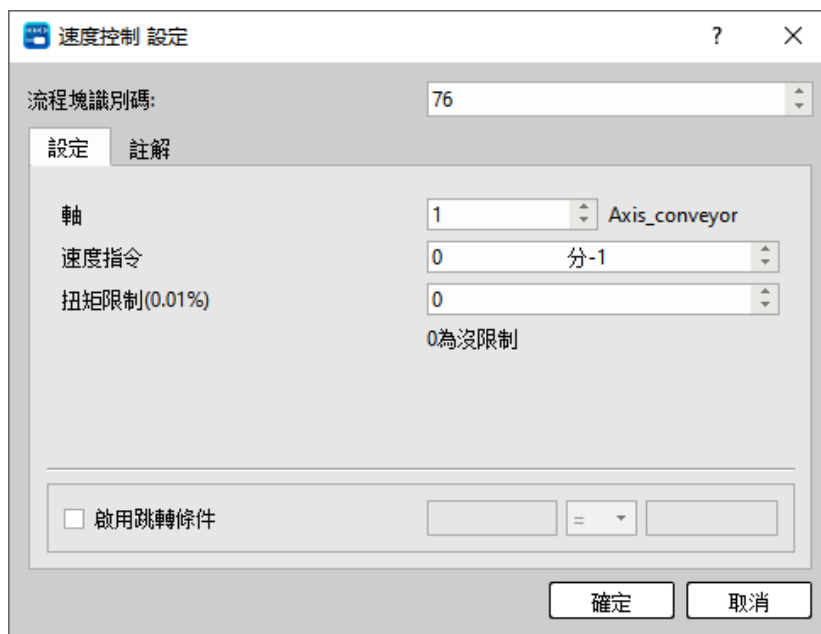 速度控制 設定
流程塊識別碼: 76
設定 註解
軸 1 Axis_conveyor
速度指令 0 分-1
扭矩限制(0.01%) 0
0為沒限制
啟用跳轉條件 =
確定 取消